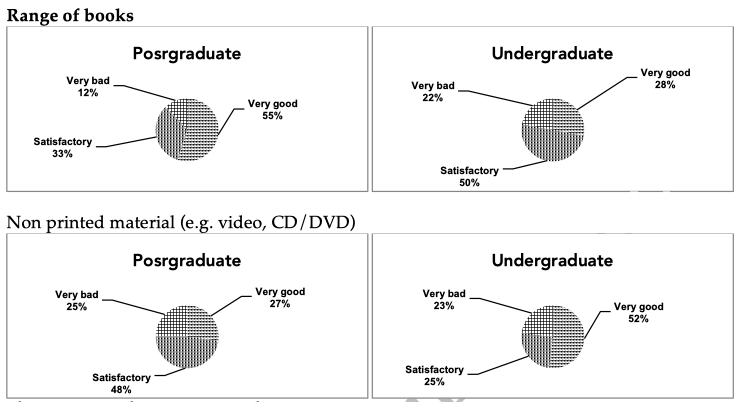 Range of books
Posrgraduate
Very bad
12%
Very good
55%
Satisfactory
33%
Undergraduate
Very bad
22%
Very good
28%
Satisfactory
50%
Non printed material (e.g. video, CD/DVD)
Posrgraduate
Very bad
25%
Very good
27%
Satisfactory
48%
Undergraduate
Very bad
23%
Very good
52%
Satisfactory
25%